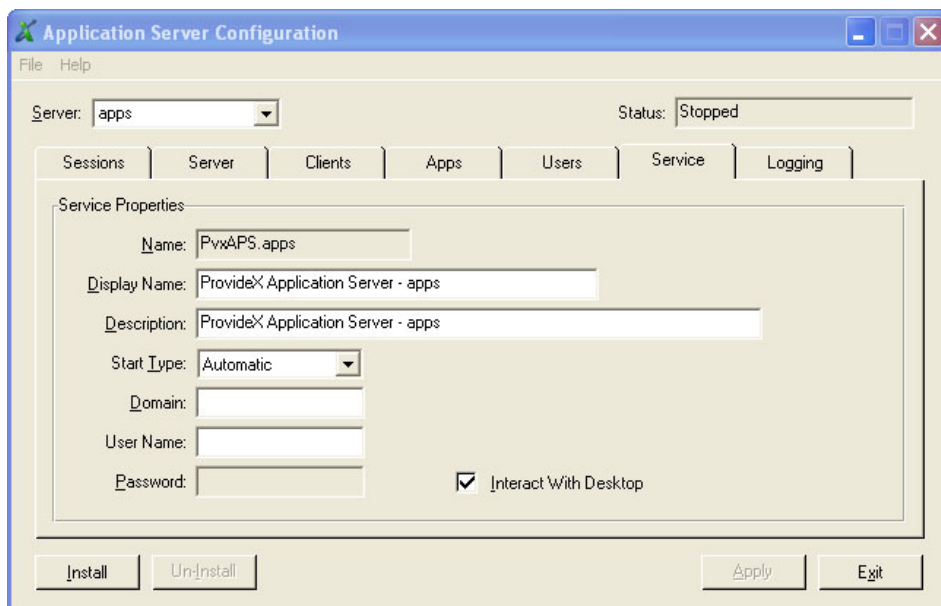 Application Server Configuration
File Help
Server: apps Status: Stopped
Sessions Server Clients Apps Users Service Logging
Service Properties
Name: PvxAPS.apps
Display Name: ProvideX Application Server - apps
Description: ProvideX Application Server - apps
Start Type: Automatic
Domain:
User Name:
Password: Interact With Desktop
Install Un-Install Apply Exit